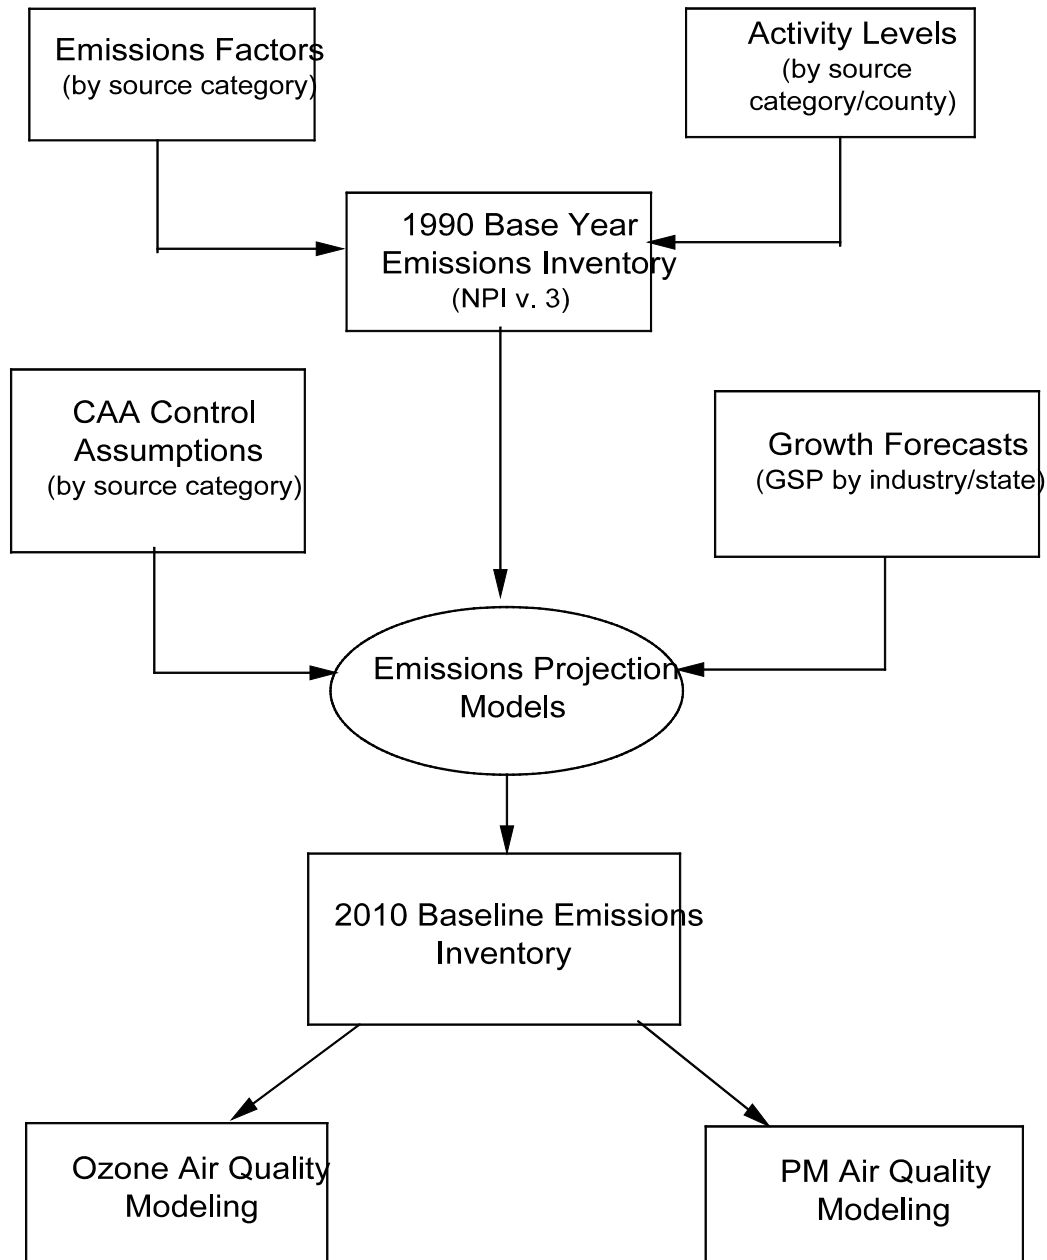 Emissions Factors
(by source category)
Activity Levels
(by source
category/county)
1990 Base Year
Emissions Inventory
(NPI v. 3)
CAA Control
Assumptions
(by source category)
Growth Forecasts
(GSP by industry/state)
Emissions Projection
Models
2010 Baseline Emissions
Inventory
Ozone Air Quality
Modeling
PM Air Quality
Modeling